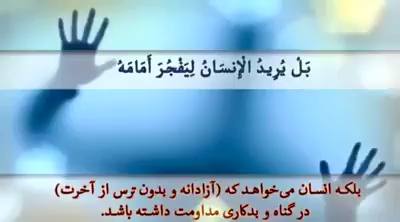 بَلْ يُرِيدُ الْإِنسَانُ لِيَفْجُرَ أَمَامَهُ
بلکه انسان می‌خواهد که (آزادانه و بدون ترس از آخرت)
در گناه و بدکاری مداومت داشته باشد.